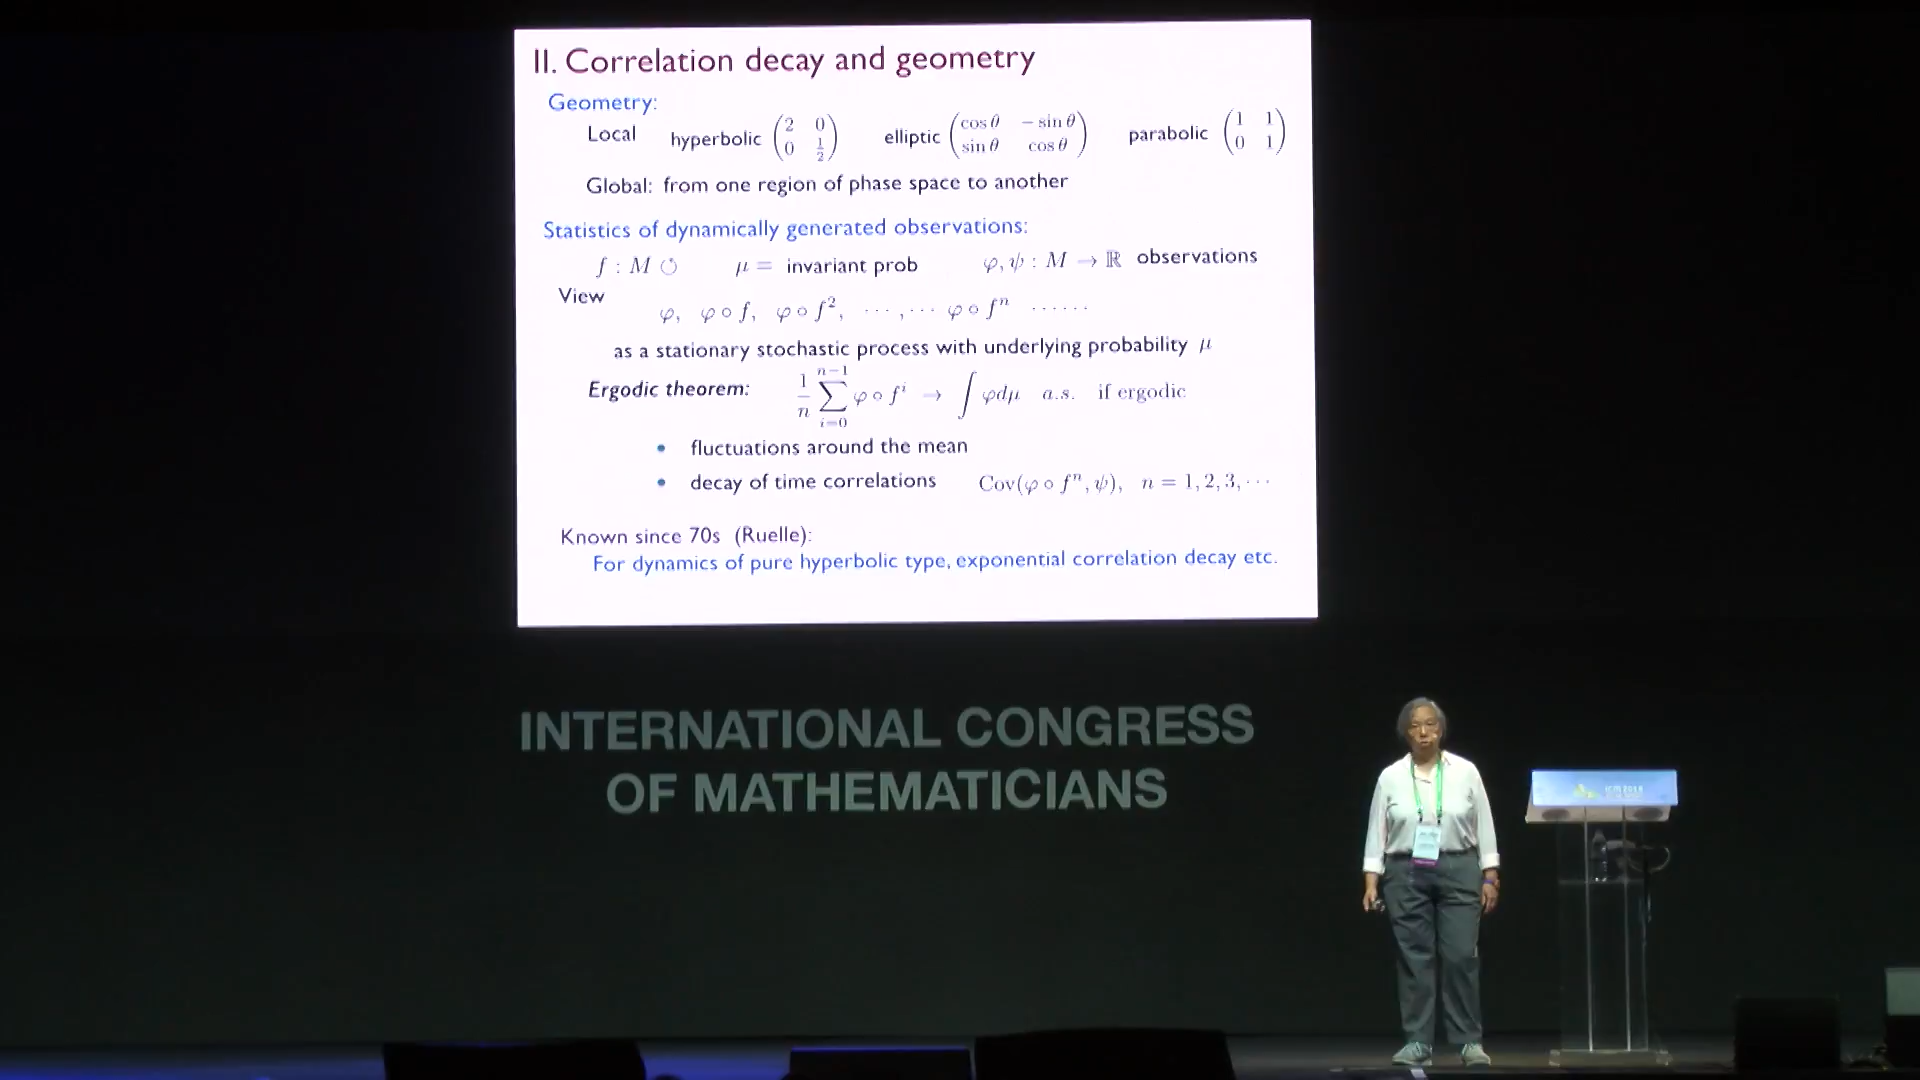 II. Correlation decay and geometry
Geometry:
Local hyperbolic (2 0; 0 1/2) elliptic (cos θ − sin θ; sin θ cos θ) parabolic (1 1; 0 1)
Global: from one region of phase space to another
Statistics of dynamically generated observations:
f : M ↺ μ = invariant prob φ, ψ : M → ℝ observations
View
φ, φ ∘ f, φ ∘ f², ⋯ , ⋯ φ ∘ fⁿ ⋯⋯
as a stationary stochastic process with underlying probability μ
Ergodic theorem: 1/n ∑_{i=0}^{n−1} φ ∘ fⁱ → ∫ φdμ a.s. if ergodic
• fluctuations around the mean
• decay of time correlations Cov(φ ∘ fⁿ, ψ), n = 1, 2, 3, ⋯
Known since 70s (Ruelle):
For dynamics of pure hyperbolic type, exponential correlation decay etc.
INTERNATIONAL CONGRESS
OF MATHEMATICIANS